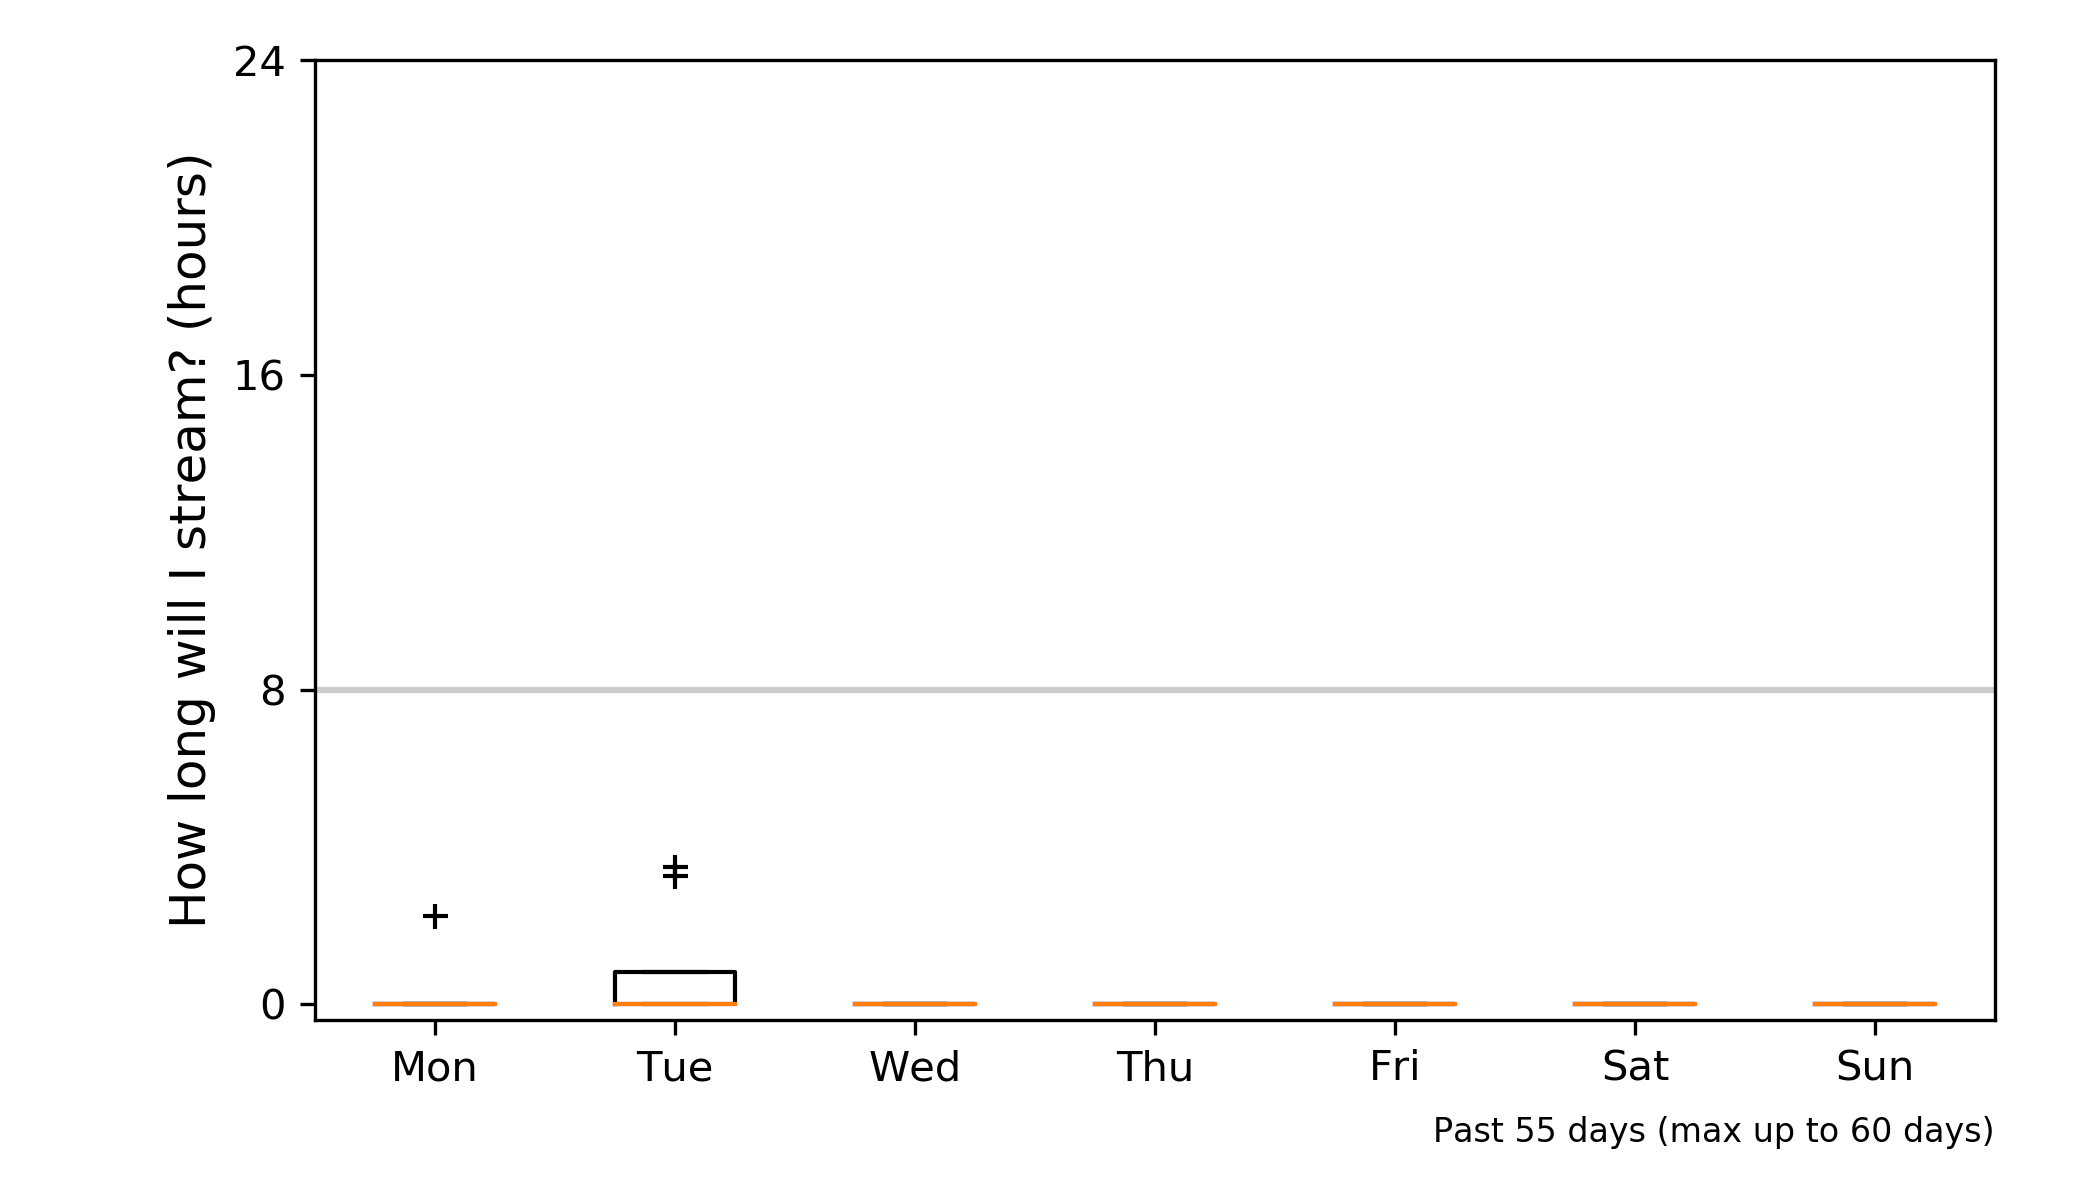 How long will I stream? (hours)
24
16
8
0
Mon Tue Wed Thu Fri Sat Sun
Past 55 days (max up to 60 days)